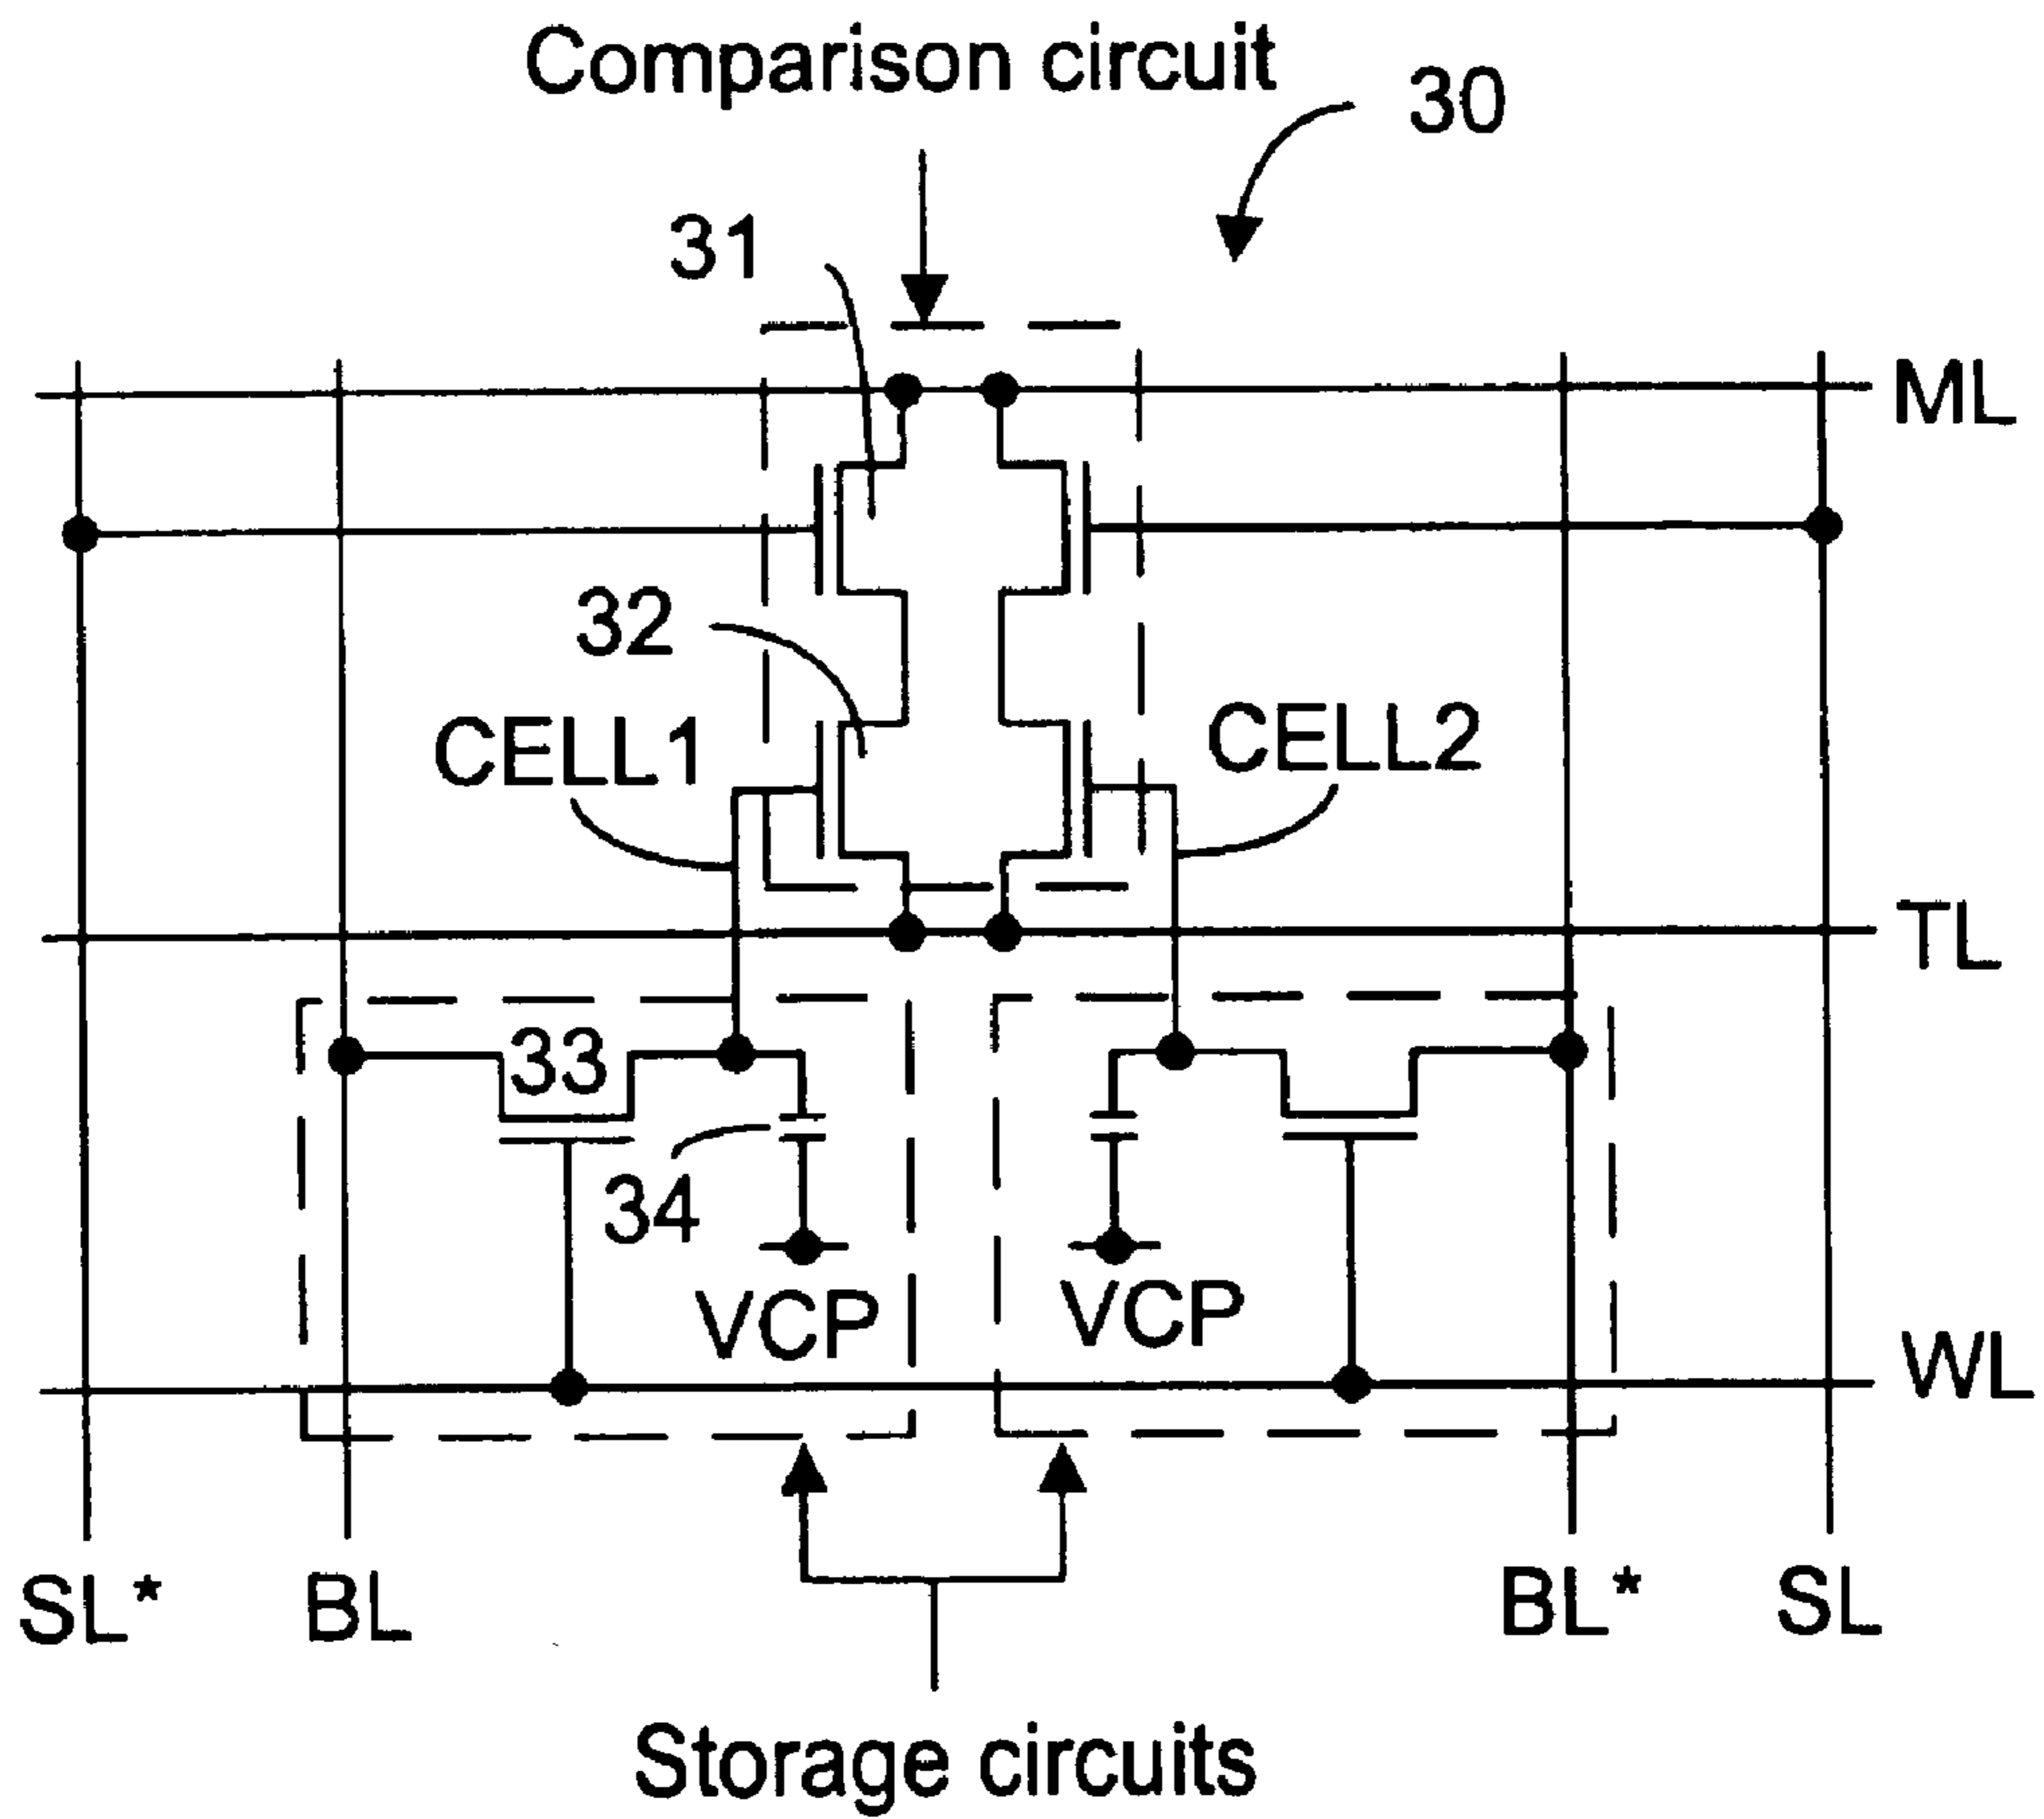 Comparison circuit
30
31
ML
32
CELL1
CELL2
TL
33
34
VCP
VCP
WL
SL*
BL
BL*
SL
Storage circuits